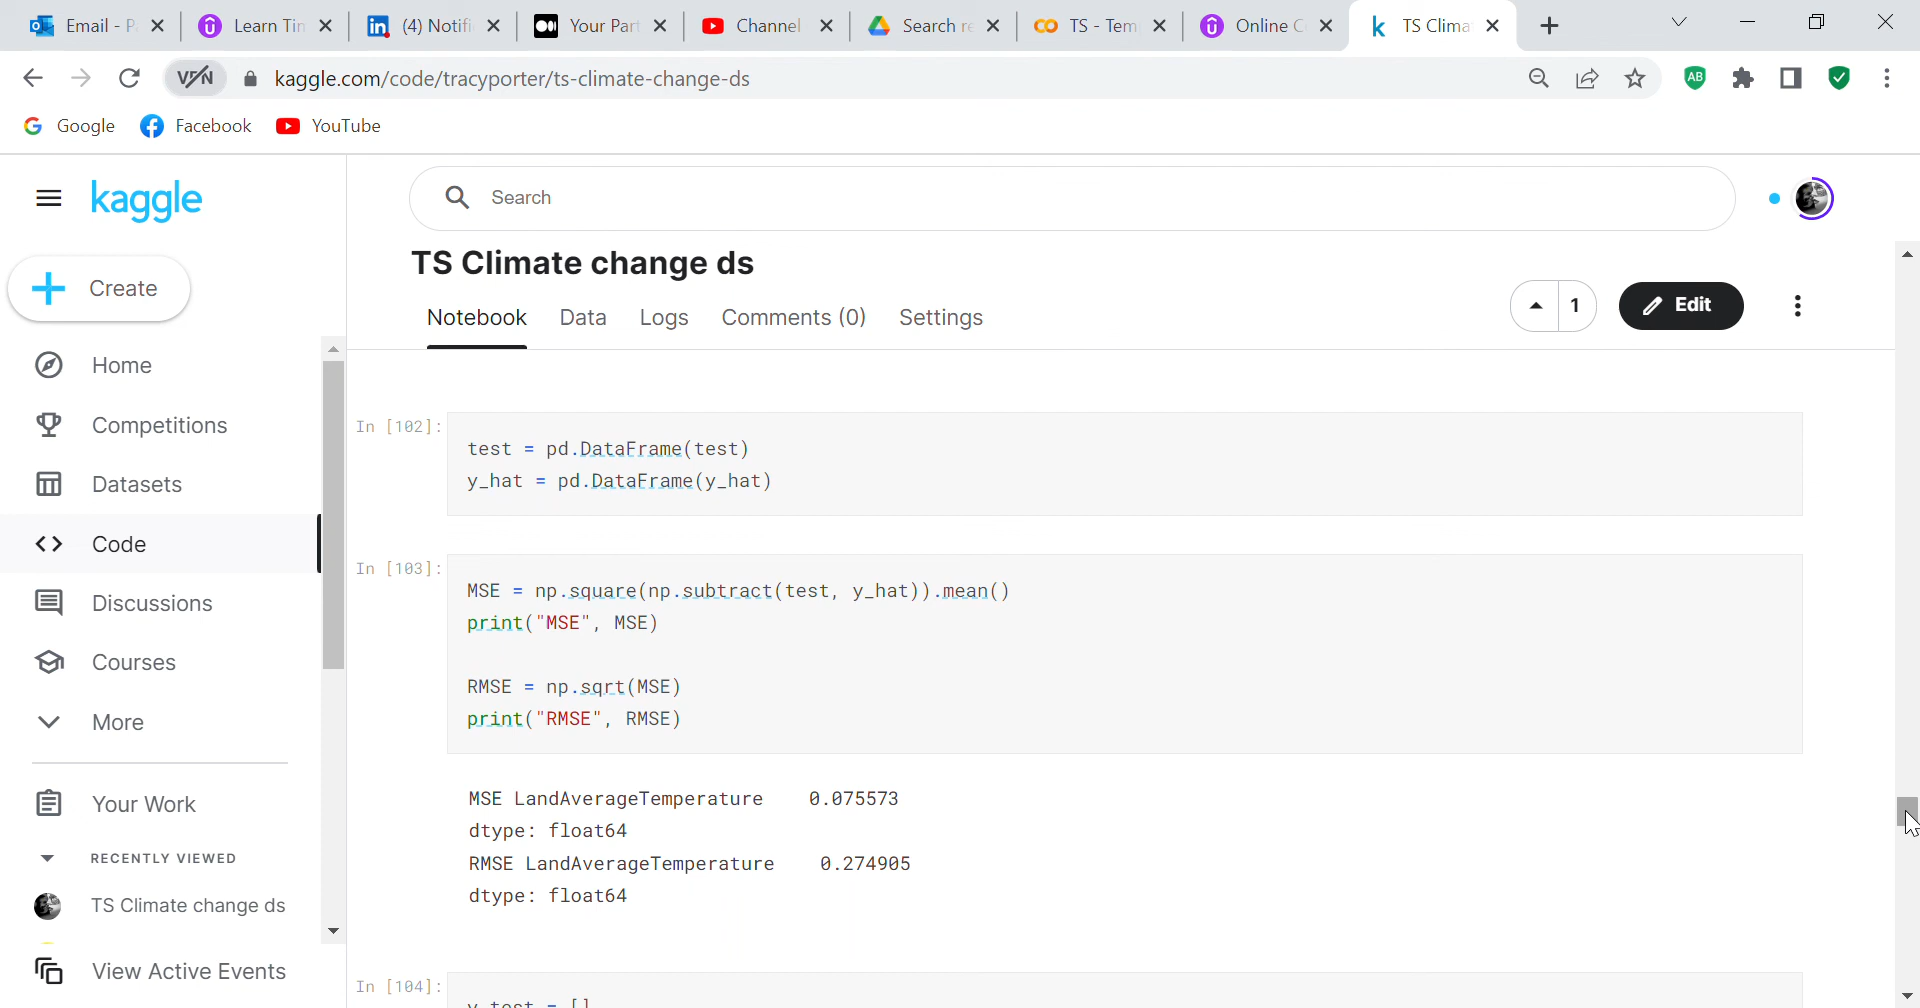 Email - P
Learn Tin
(4) Notifi
Your Part
Channel
Search re
TS - Tem
Online C
TS Clima
VPN
kaggle.com/code/tracyporter/ts-climate-change-ds
AB
Google
Facebook
YouTube
kaggle
Search
Create
TS Climate change ds
Notebook
Data
Logs
Comments (0)
Settings
1
Edit
Home
Competitions
Datasets
Code
Discussions
Courses
More
Your Work
RECENTLY VIEWED
TS Climate change ds
View Active Events
In [102]:
test = pd.DataFrame(test)
y_hat = pd.DataFrame(y_hat)
In [103]:
MSE = np.square(np.subtract(test, y_hat)).mean()
print("MSE", MSE)
RMSE = np.sqrt(MSE)
print("RMSE", RMSE)
MSE LandAverageTemperature    0.075573
dtype: float64
RMSE LandAverageTemperature    0.274905
dtype: float64
In [104]:
y_test = []